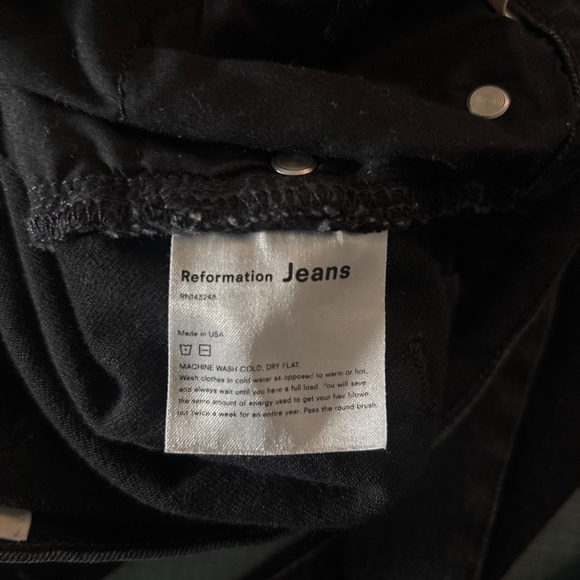 Reformation Jeans
RN143248
Made in USA
MACHINE WASH COLD, DRY FLAT.
Wash clothes in cold water as opposed to warm or hot,
and always wait until you have a full load. You will save
the same amount of energy used to get your hair blown
out twice a week for an entire year. Pass the round brush.